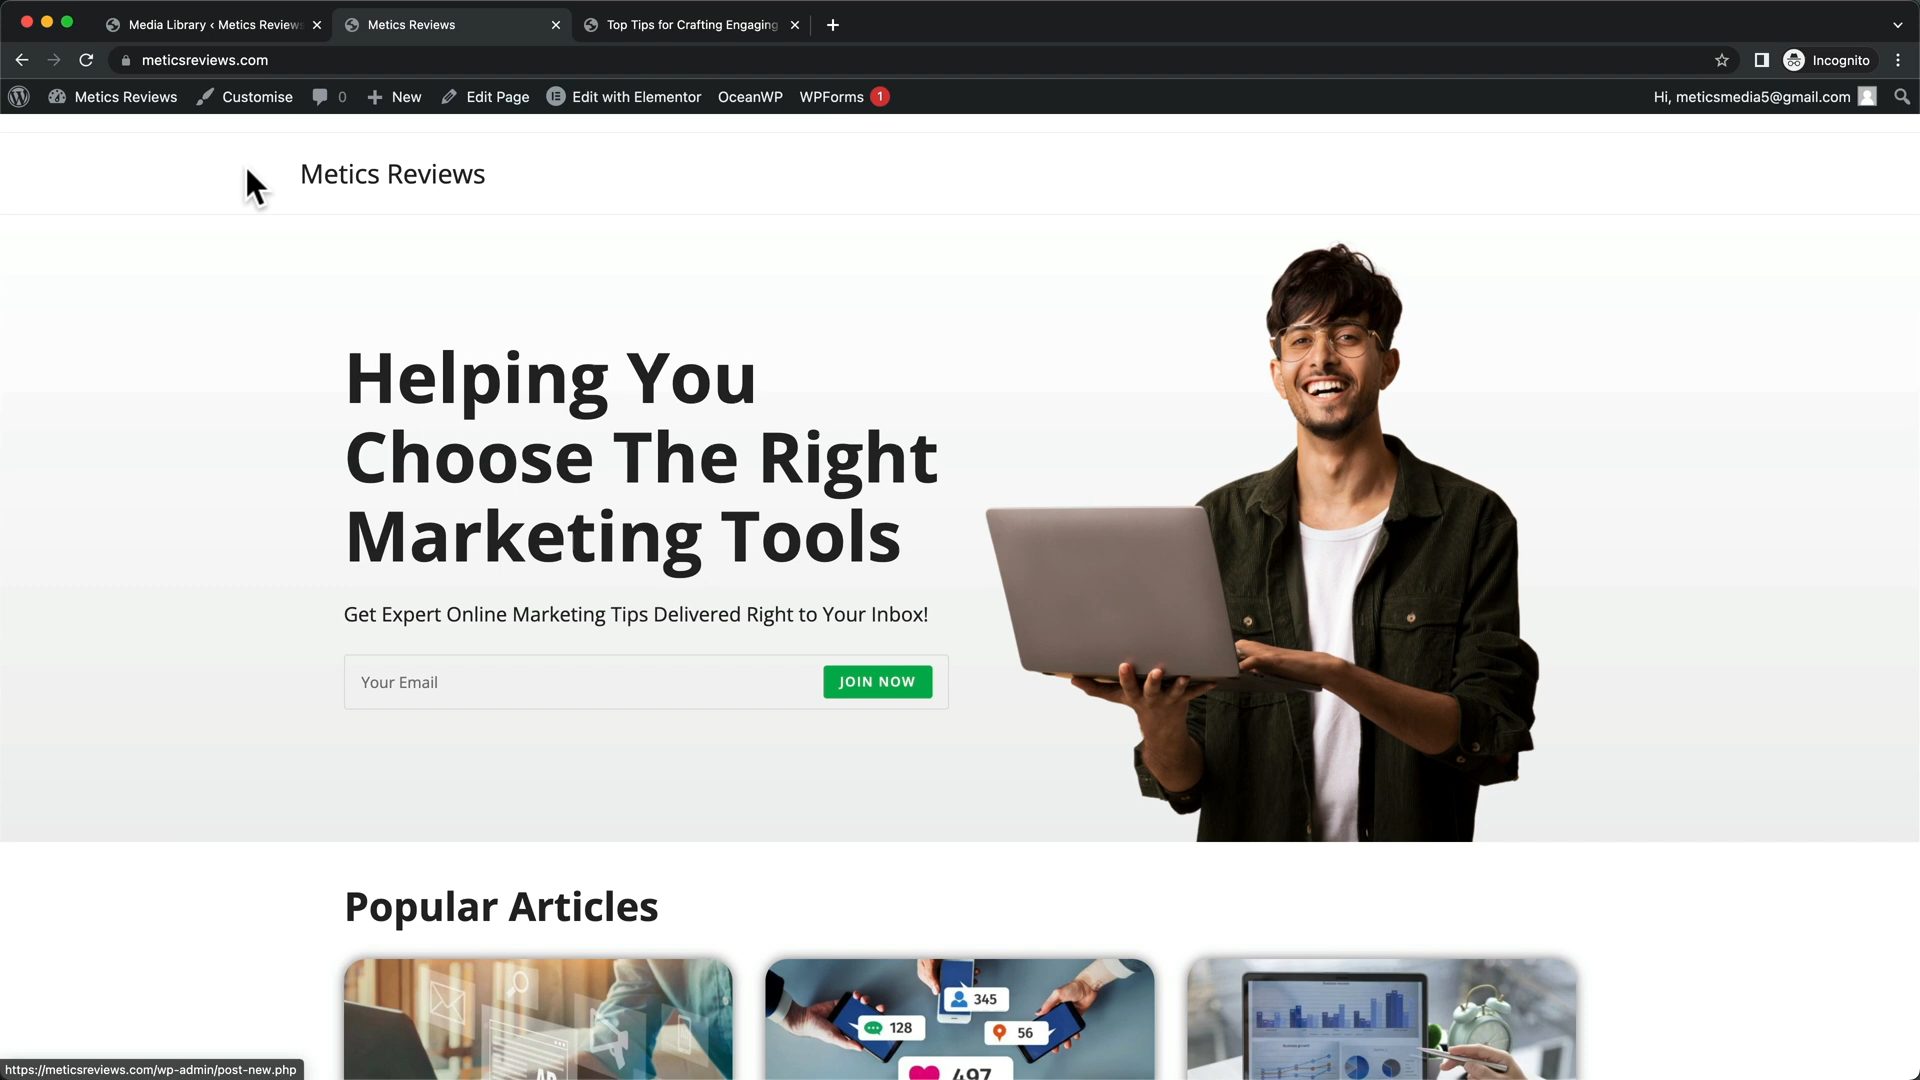 Media Library ‹ Metics Reviews
Metics Reviews
Top Tips for Crafting Engaging
meticsreviews.com
Incognito
Metics Reviews
Customise
0
New
Edit Page
Edit with Elementor
OceanWP
WPForms
1
Hi, meticsmedia5@gmail.com
Metics Reviews
Helping You
Choose The Right
Marketing Tools
Get Expert Online Marketing Tips Delivered Right to Your Inbox!
Your Email
JOIN NOW
Popular Articles
345
128
56
497
https://meticsreviews.com/wp-admin/post-new.php